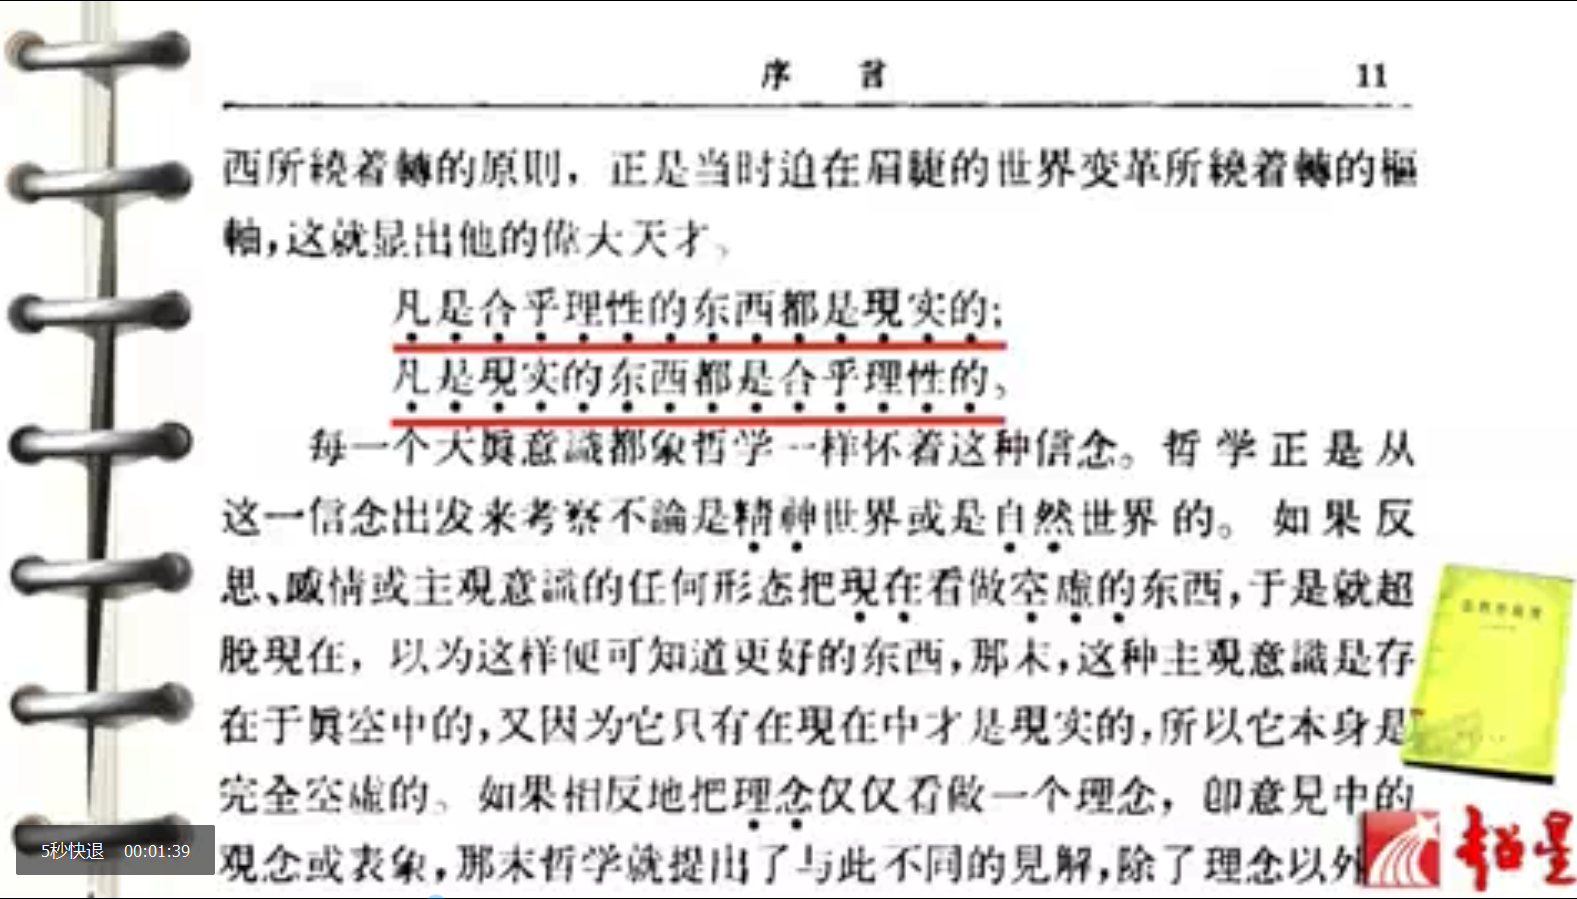 序 言 11
西所繞着轉的原則，正是当时迫在眉睫的世界变革所繞着轉的樞
軸，这就显出他的偉大天才。
凡是合乎理性的东西都是現实的；
凡是現实的东西都是合乎理性的。
每一个天眞意識都象哲学一样怀着这种信念。哲学正是从
这一信念出发来考察不論是精神世界或是自然世界的。如果反
思、感情或主观意識的任何形态把現在看做空虛的东西，于是就超
脫現在，以为这样便可知道更好的东西，那末，这种主观意識是存
在于眞空中的，又因为它只有在現在中才是現实的，所以它本身是
完全空虛的。如果相反地把理念仅仅看做一个理念，即意見中的
观念或表象，那末哲学就提出了与此不同的見解，除了理念以外
5秒快退 00:01:39
超星